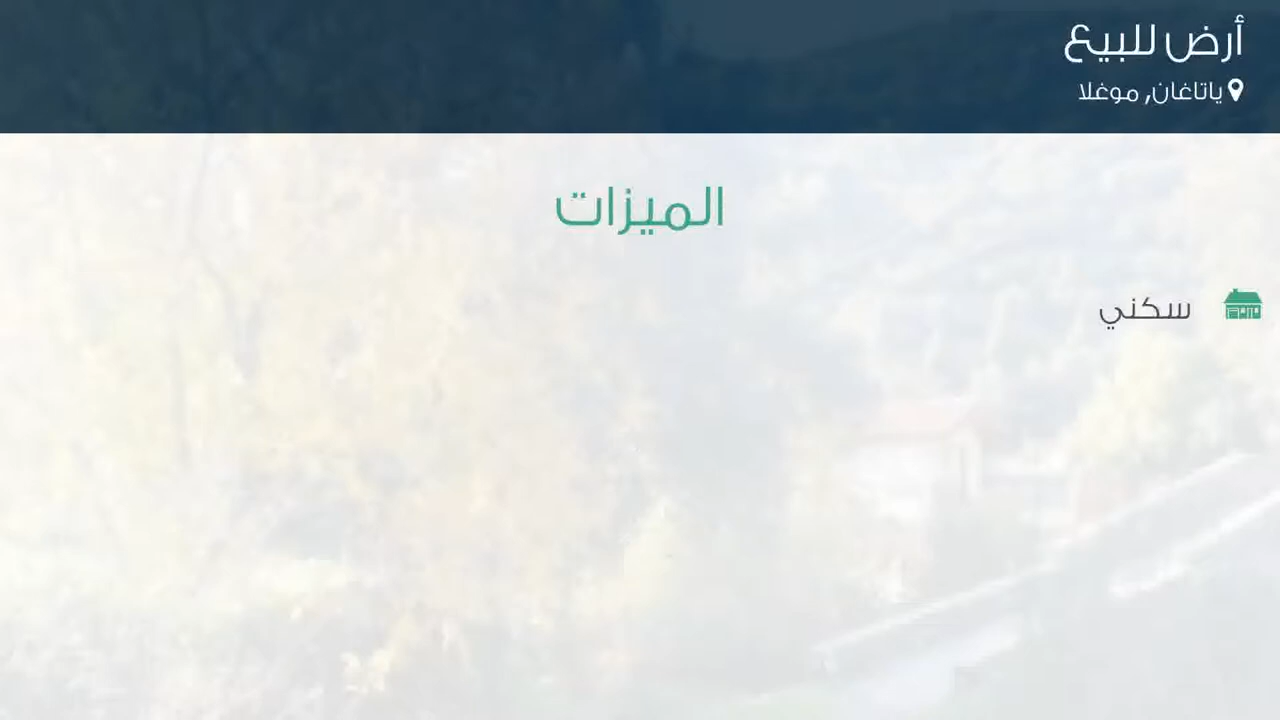 أرض للبيع
ياتاغان, موغلا
الميزات
سكني